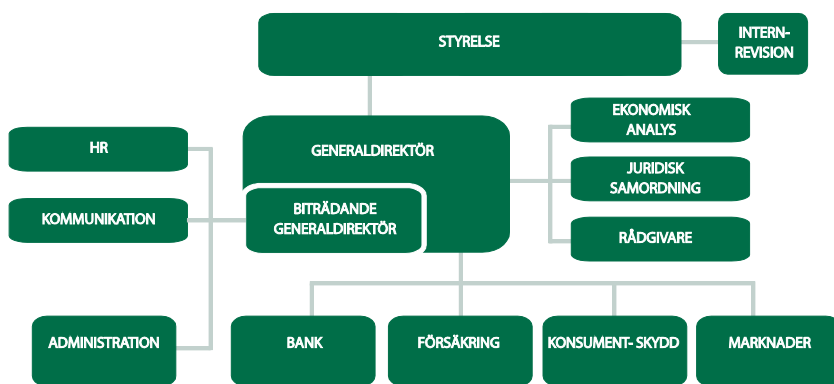 STYRELSE
INTERN-
REVISION
GENERALDIREKTÖR
BITRÄDANDE
GENERALDIREKTÖR
HR
KOMMUNIKATION
ADMINISTRATION
EKONOMISK
ANALYS
JURIDISK
SAMORDNING
RÅDGIVARE
BANK
FÖRSÄKRING
KONSUMENT- SKYDD
MARKNADER